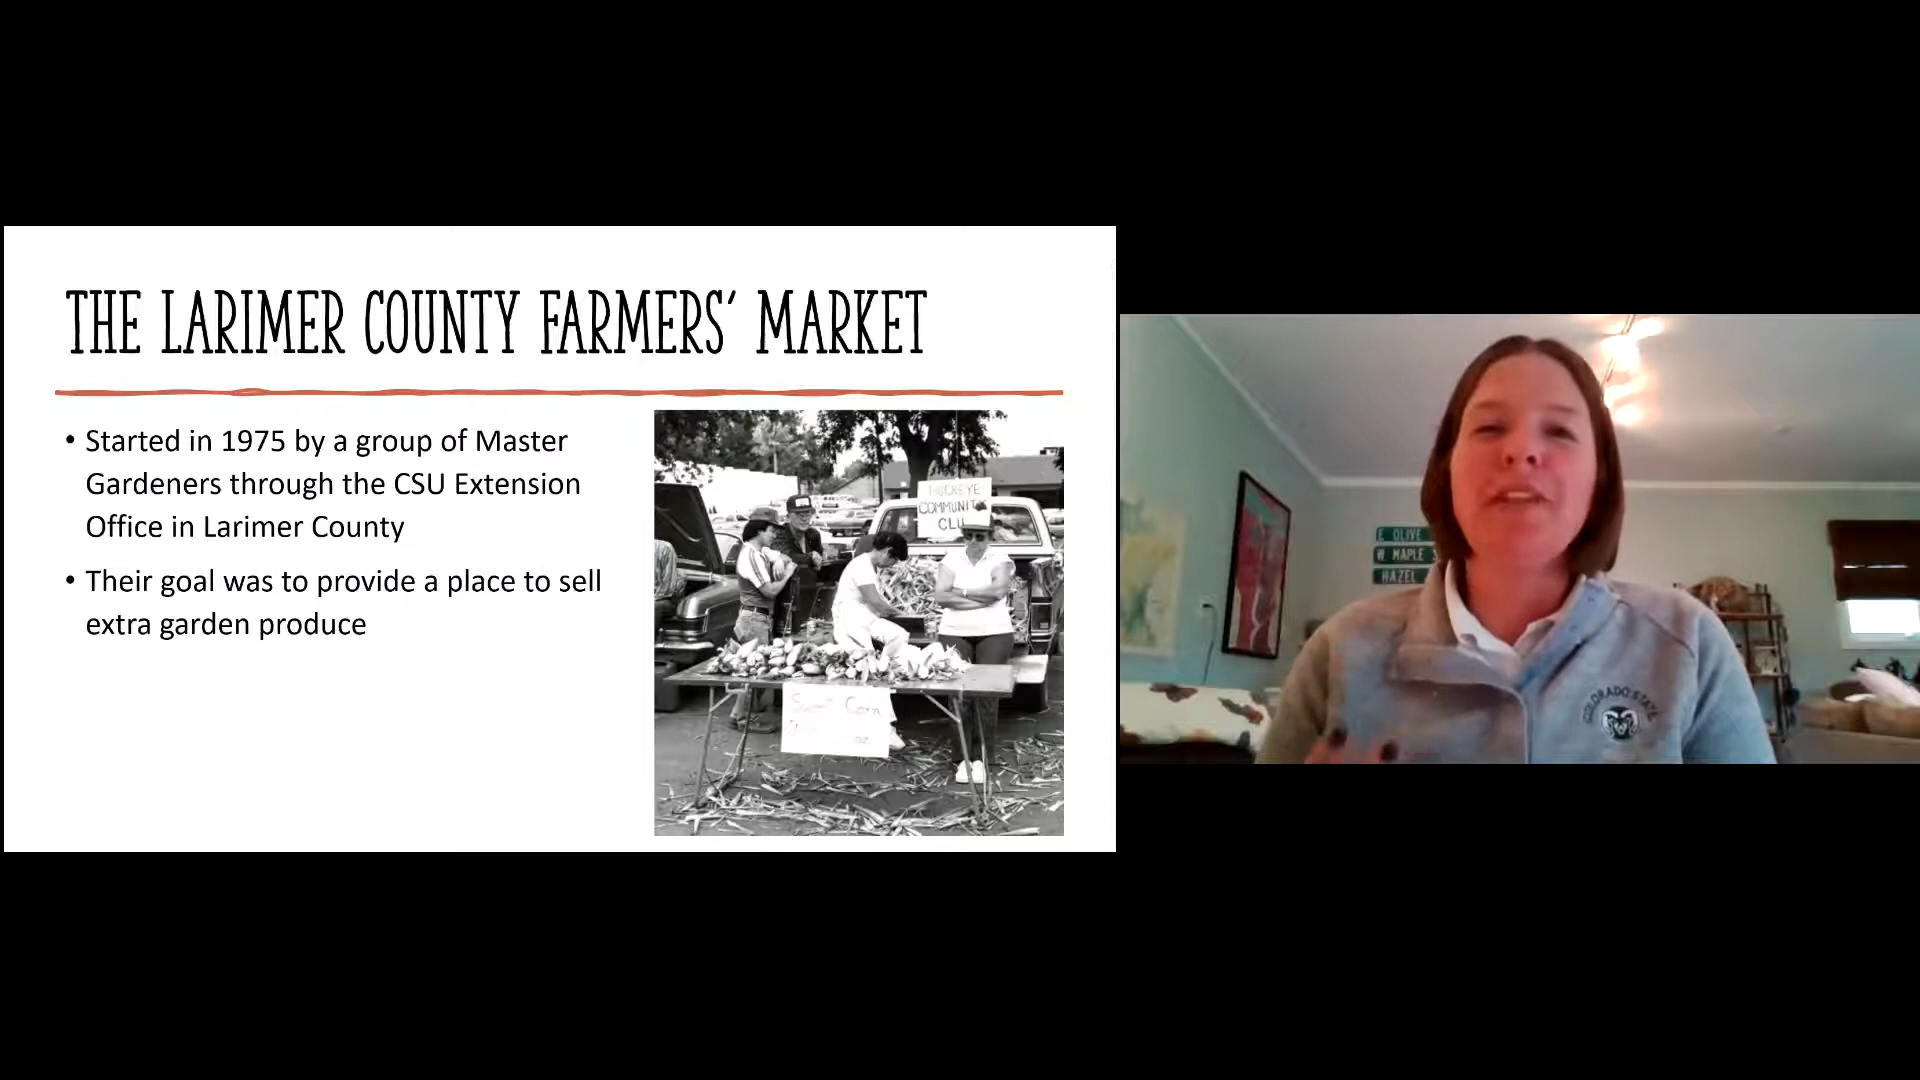 THE LARIMER COUNTY FARMERS' MARKET
• Started in 1975 by a group of Master
Gardeners through the CSU Extension
Office in Larimer County
• Their goal was to provide a place to sell
extra garden produce
BUCKEYE
COMMUNITY
CLU
Sweet Corn
E OLIVE
W MAPLE S
HAZEL
COLORADO STATE